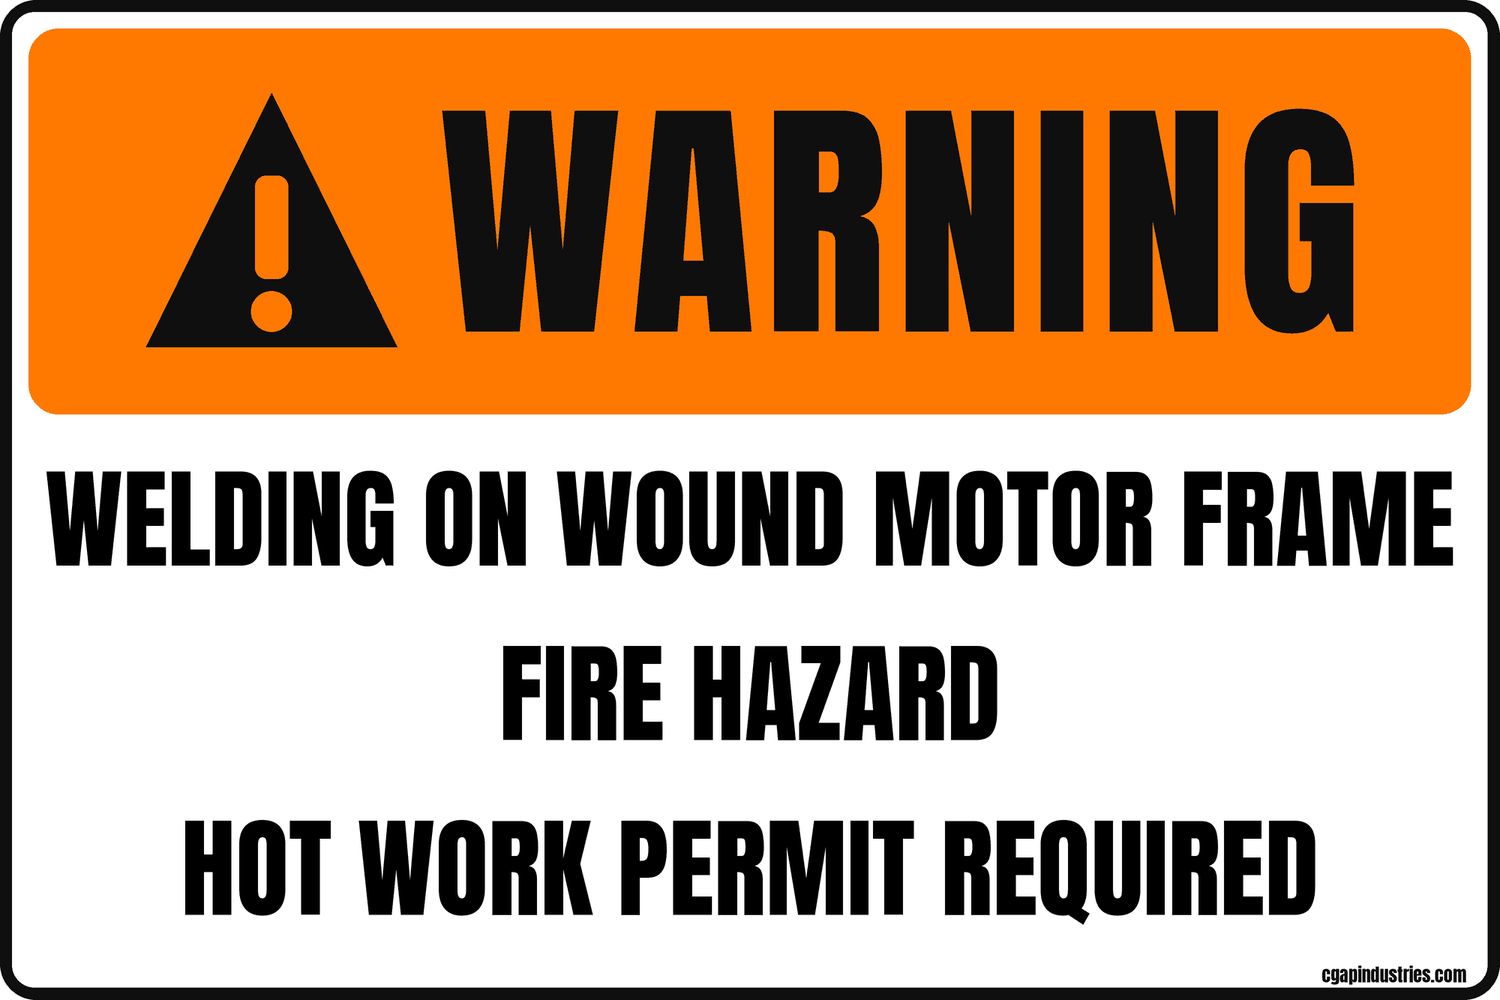 WARNING
WELDING ON WOUND MOTOR FRAME
FIRE HAZARD
HOT WORK PERMIT REQUIRED
cgapindustries.com